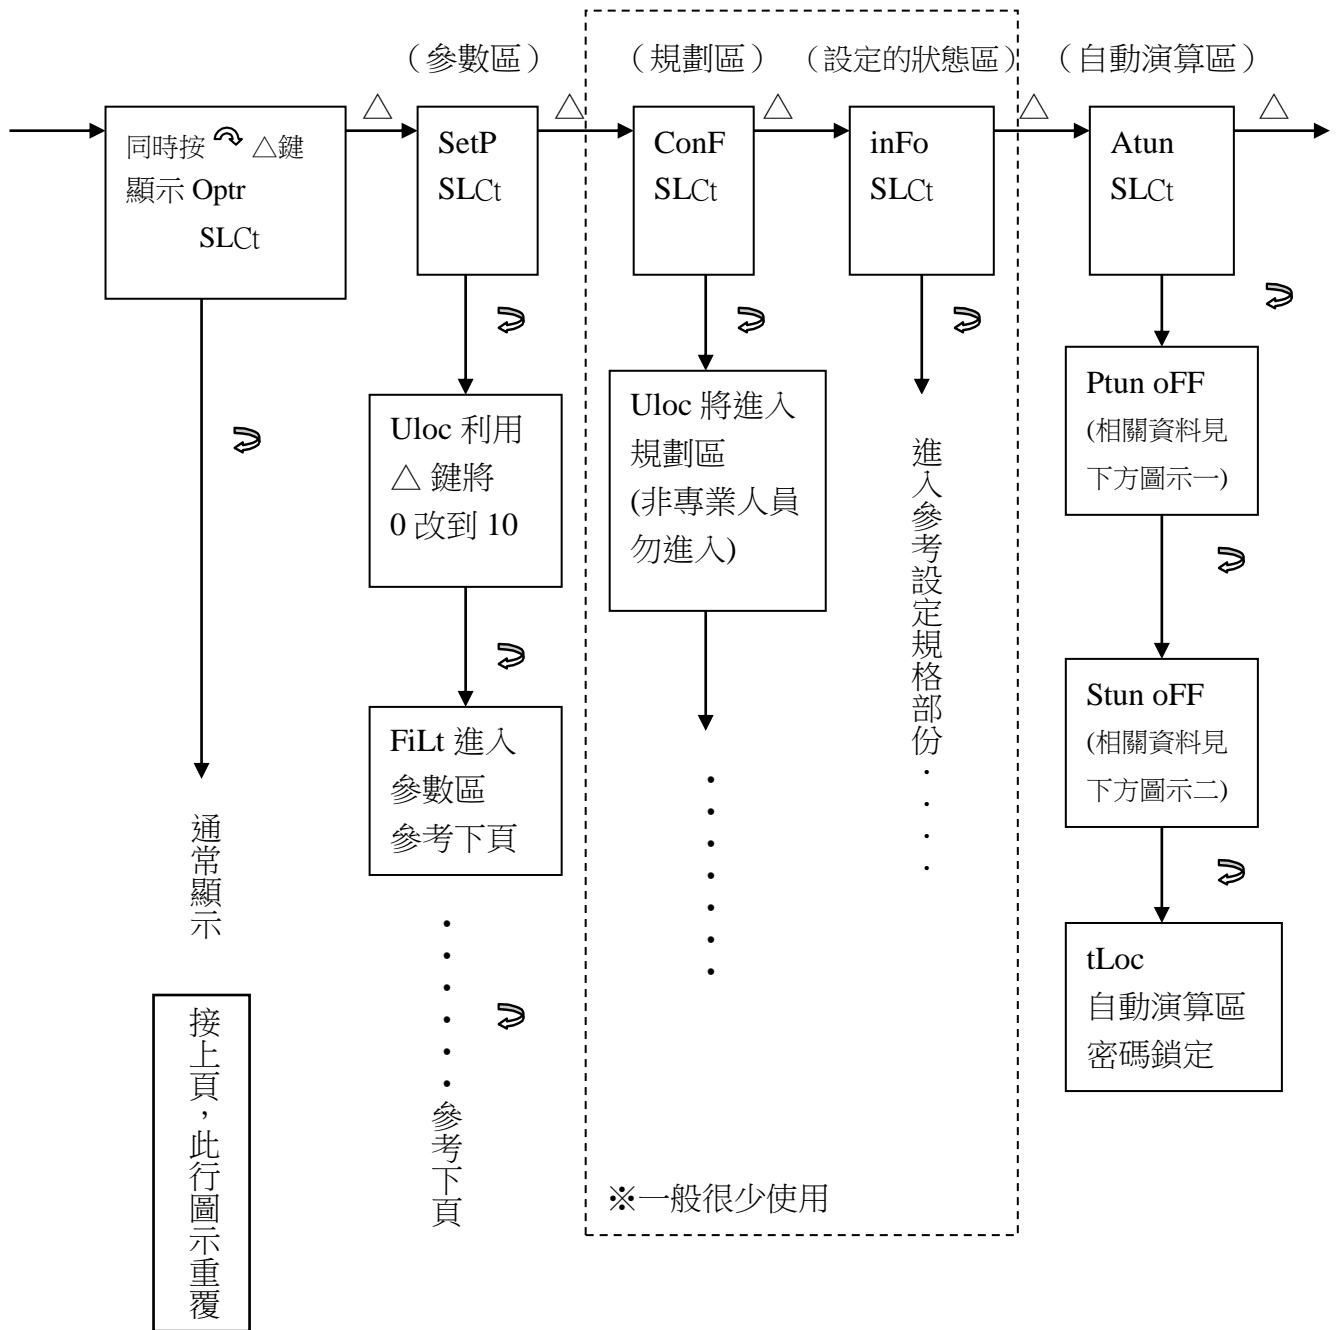 （參數區）
（規劃區）
（設定的狀態區）
（自動演算區）
同時按 △鍵
顯示 Optr
SLCt
△
SetP
SLCt
△
ConF
SLCt
△
inFo
SLCt
△
Atun
SLCt
△
通常顯示
接上頁，此行圖示重覆
Uloc 利用
△ 鍵將
0 改到 10
FiLt 進入
參數區
參考下頁
······參考下頁
Uloc 將進入
規劃區
(非專業人員
勿進入)
········
進入參考設定規格部份····
※一般很少使用
Ptun oFF
(相關資料見
下方圖示一)
Stun oFF
(相關資料見
下方圖示二)
tLoc
自動演算區
密碼鎖定